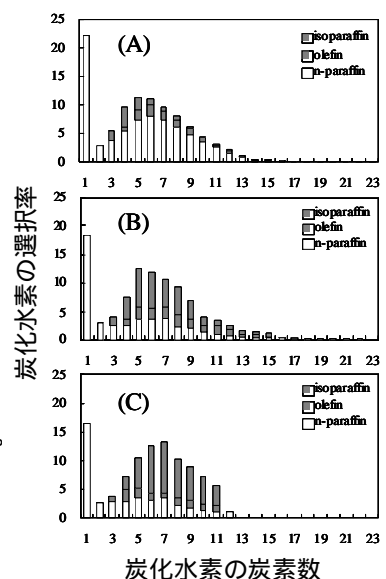 炭化水素の選択率
25
20
15
10
5
0
(A)
isoparaffin
olefin
n-paraffin
1 3 5 7 9 11 13 15 17 19 21 23
25
20
15
10
5
0
(B)
isoparaffin
olefin
n-paraffin
1 3 5 7 9 11 13 15 17 19 21 23
25
20
15
10
5
0
(C)
isoparaffin
olefin
n-paraffin
1 3 5 7 9 11 13 15 17 19 21 23
炭化水素の炭素数